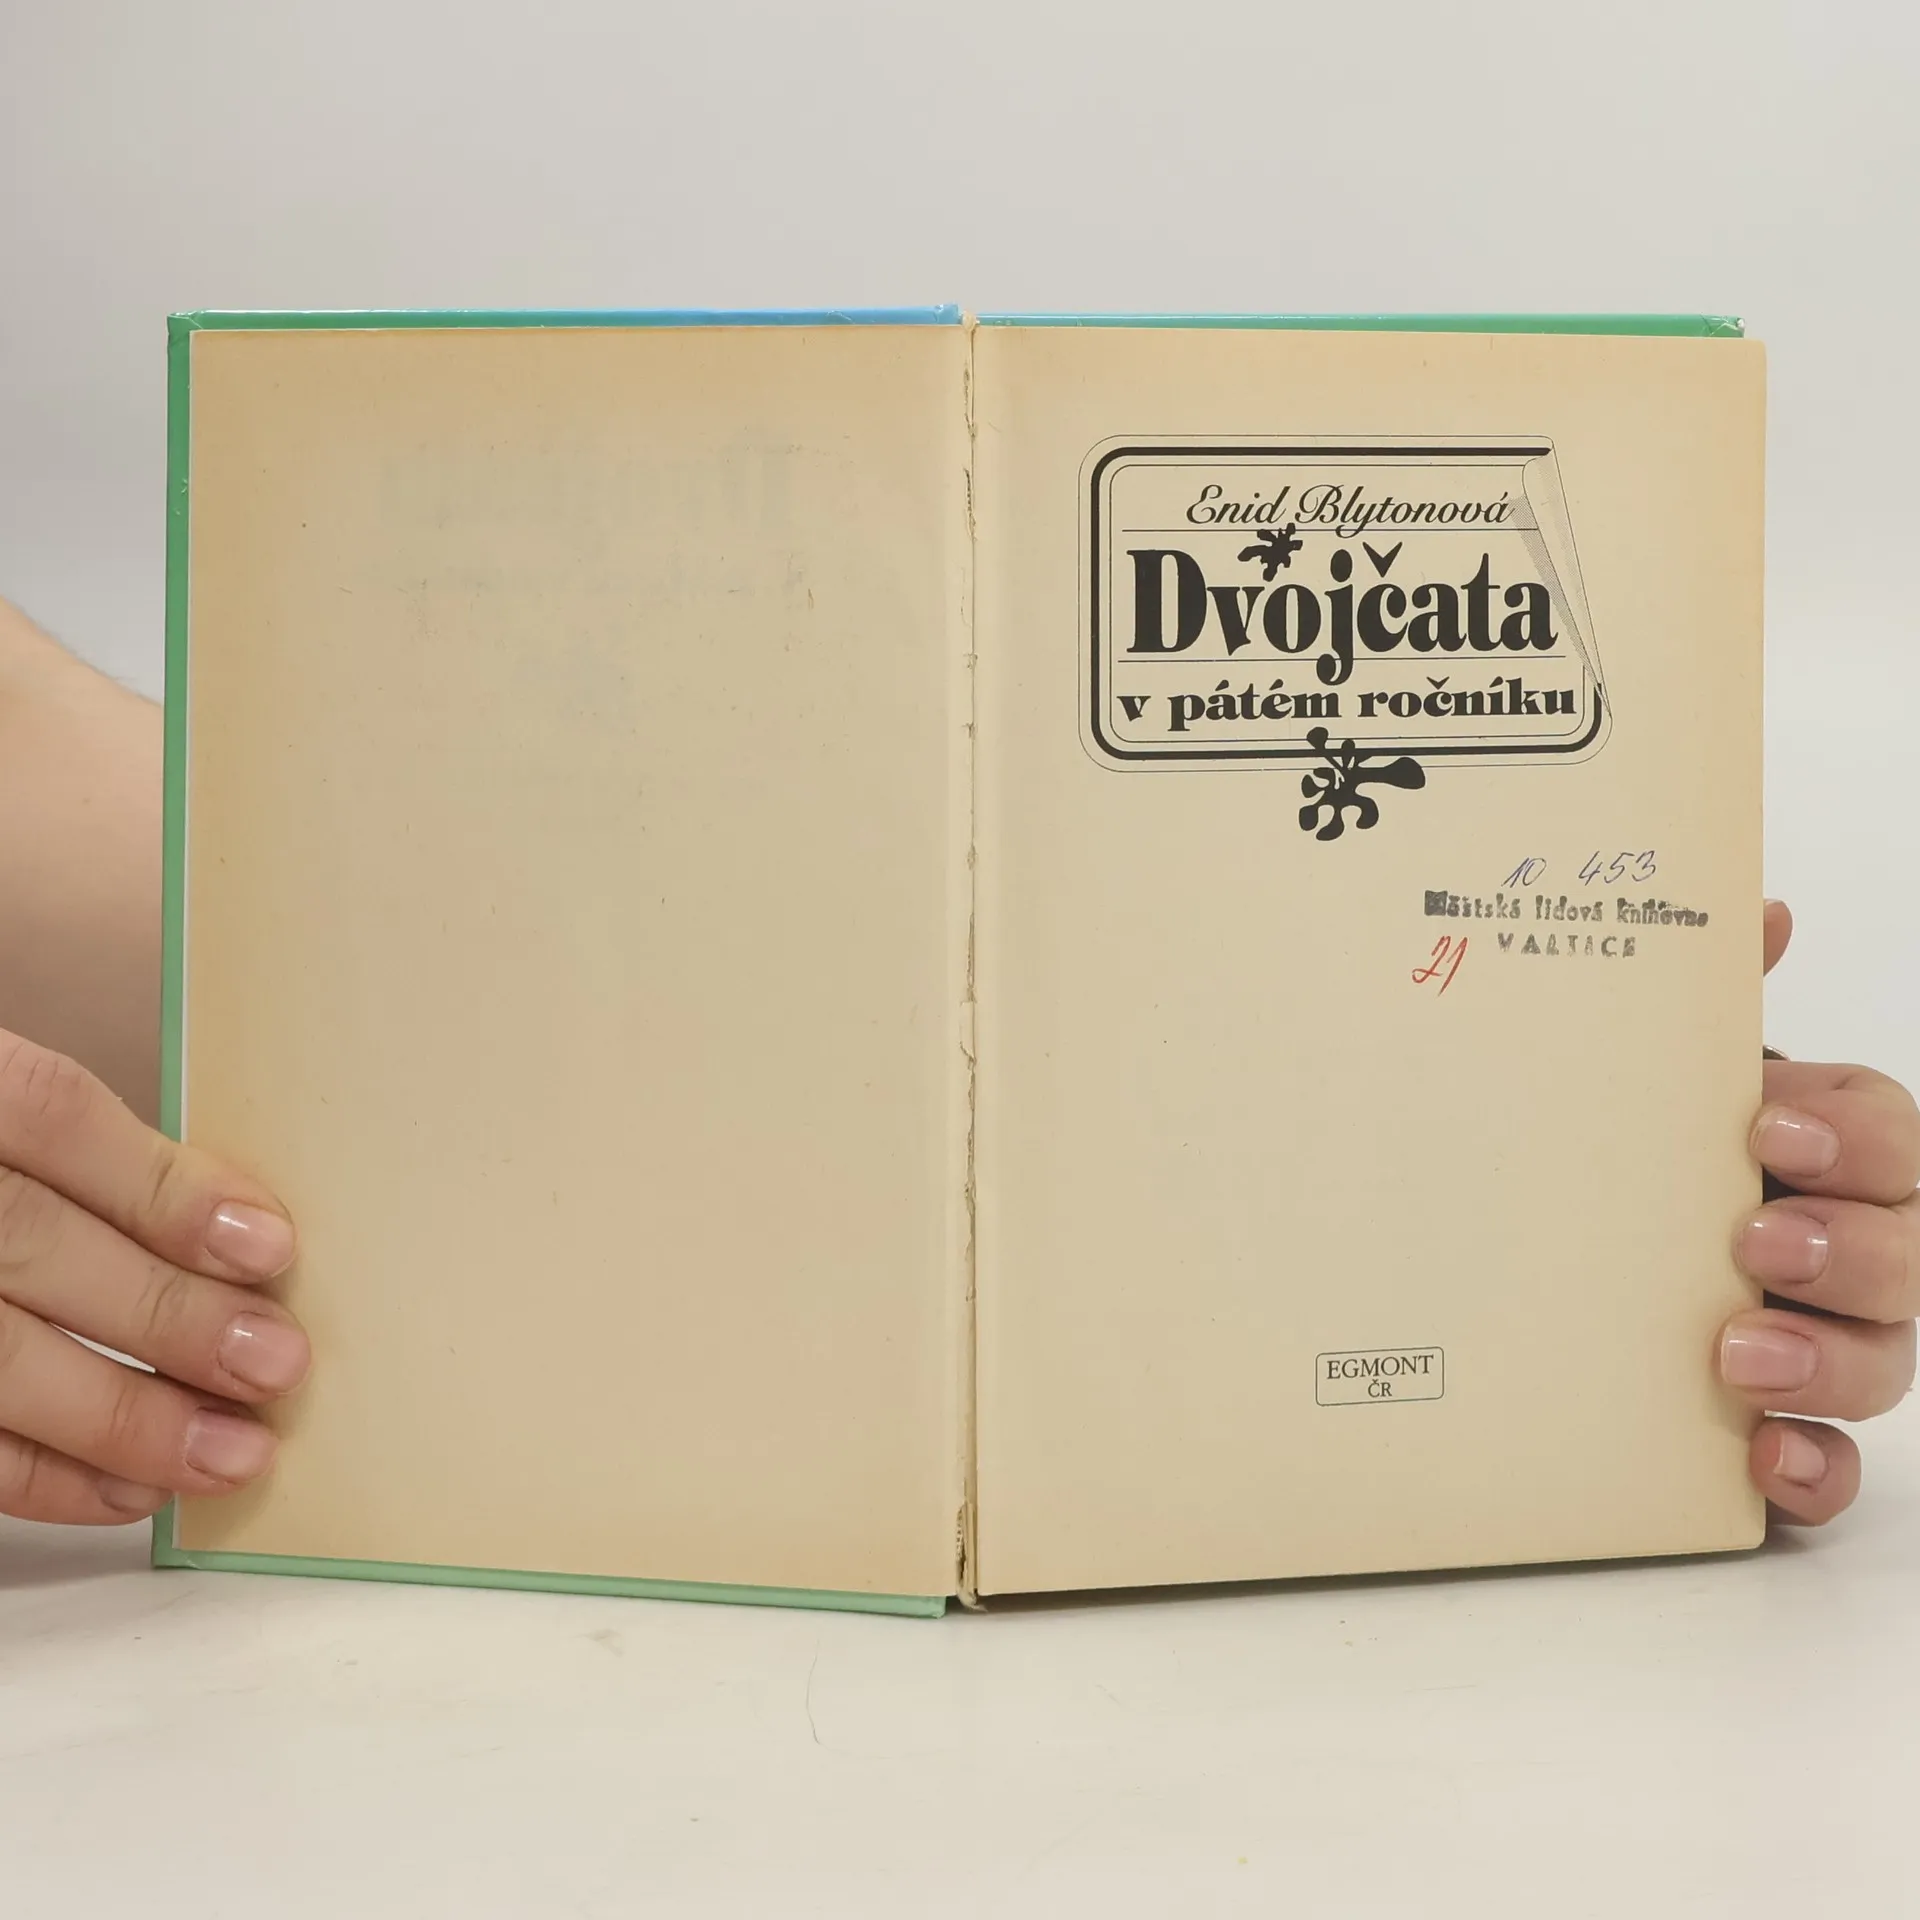 Enid Blytonová
Dvojčata
v pátém ročníku
10 453
Městská lidová knihovna
VALTICE
21
EGMONT
ČR